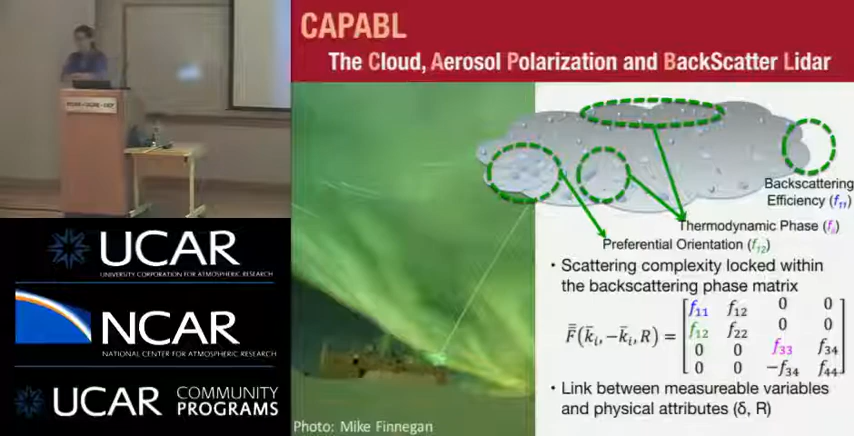 CAPABL
The Cloud, Aerosol Polarization and BackScatter Lidar
UCAR
UNIVERSITY CORPORATION FOR ATMOSPHERIC RESEARCH
NCAR
NATIONAL CENTER FOR ATMOSPHERIC RESEARCH
UCAR COMMUNITY
PROGRAMS
Photo: Mike Finnegan
Backscattering
Efficiency (f₁₁)
Thermodynamic Phase (fᵢᵢ)
Preferential Orientation (f₁₂)
• Scattering complexity locked within
the backscattering phase matrix
f₁₁ f₁₂ 0 0
F̿(k̄ᵢ, −k̄ᵢ, R) = f₁₂ f₂₂ 0 0
0 0 f₃₃ f₃₄
0 0 −f₃₄ f₄₄
• Link between measureable variables
and physical attributes (δ, R)